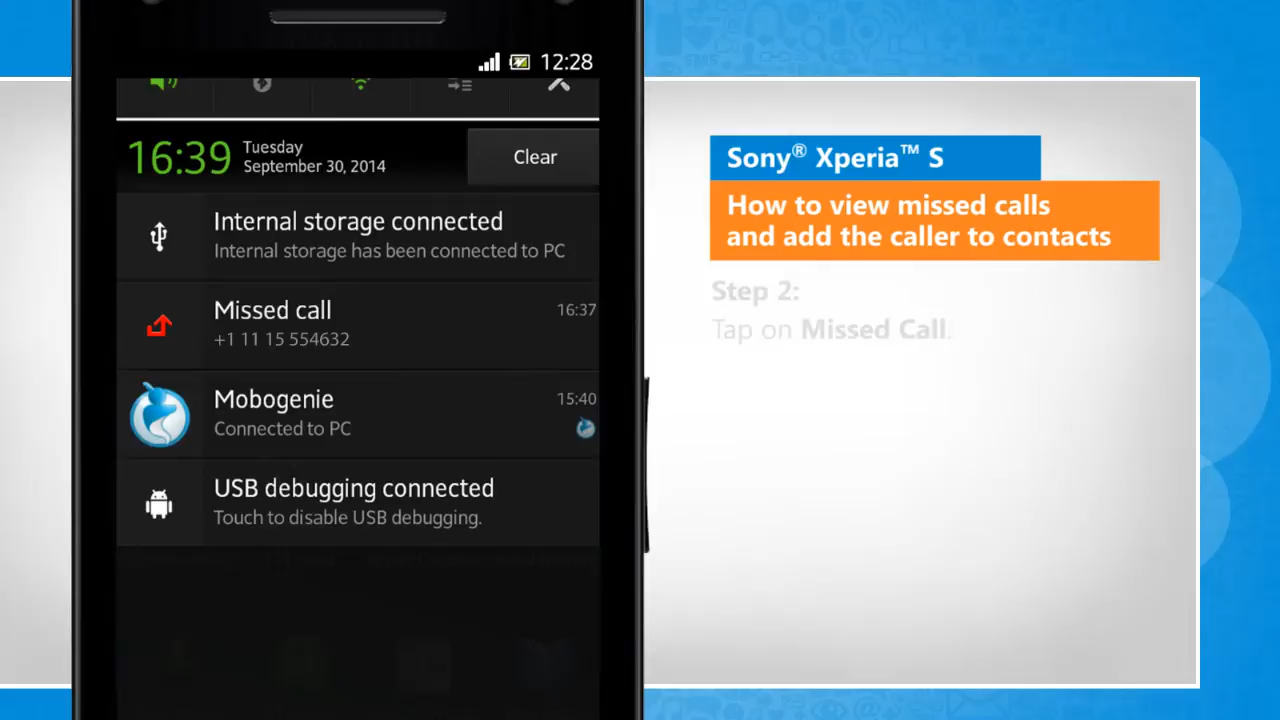 12:28
16:39
Tuesday
September 30, 2014
Clear
Internal storage connected
Internal storage has been connected to PC
Missed call
16:37
+1 11 15 554632
Mobogenie
15:40
Connected to PC
USB debugging connected
Touch to disable USB debugging.
Sony® Xperia™ S
How to view missed calls
and add the caller to contacts
Step 2:
Tap on Missed Call.